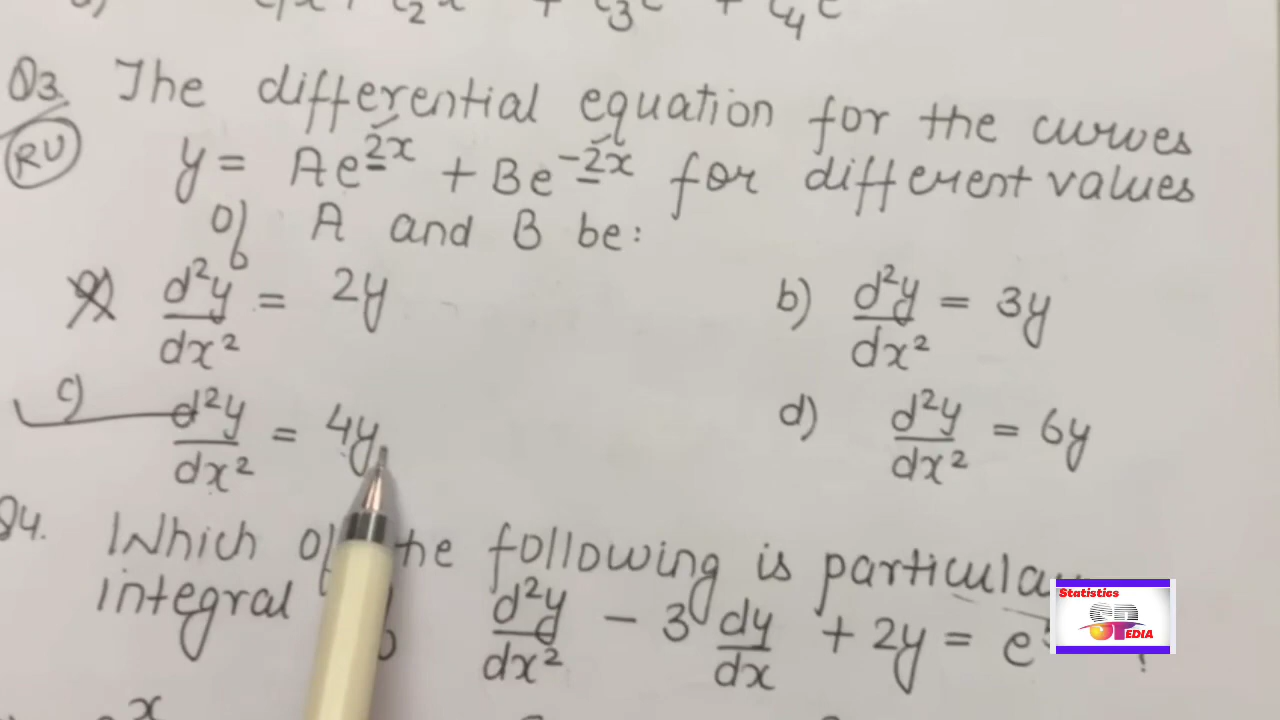 Q3. The differential equation for the curves
RU y = Ae^2x + Be^-2x for different values
of A and B be:
a) d²y/dx² = 2y b) d²y/dx² = 3y
c) d²y/dx² = 4y d) d²y/dx² = 6y
Q4. Which of the following is particular
integral d²y/dx² - 3 dy/dx + 2y = e
Statistics
PEDIA